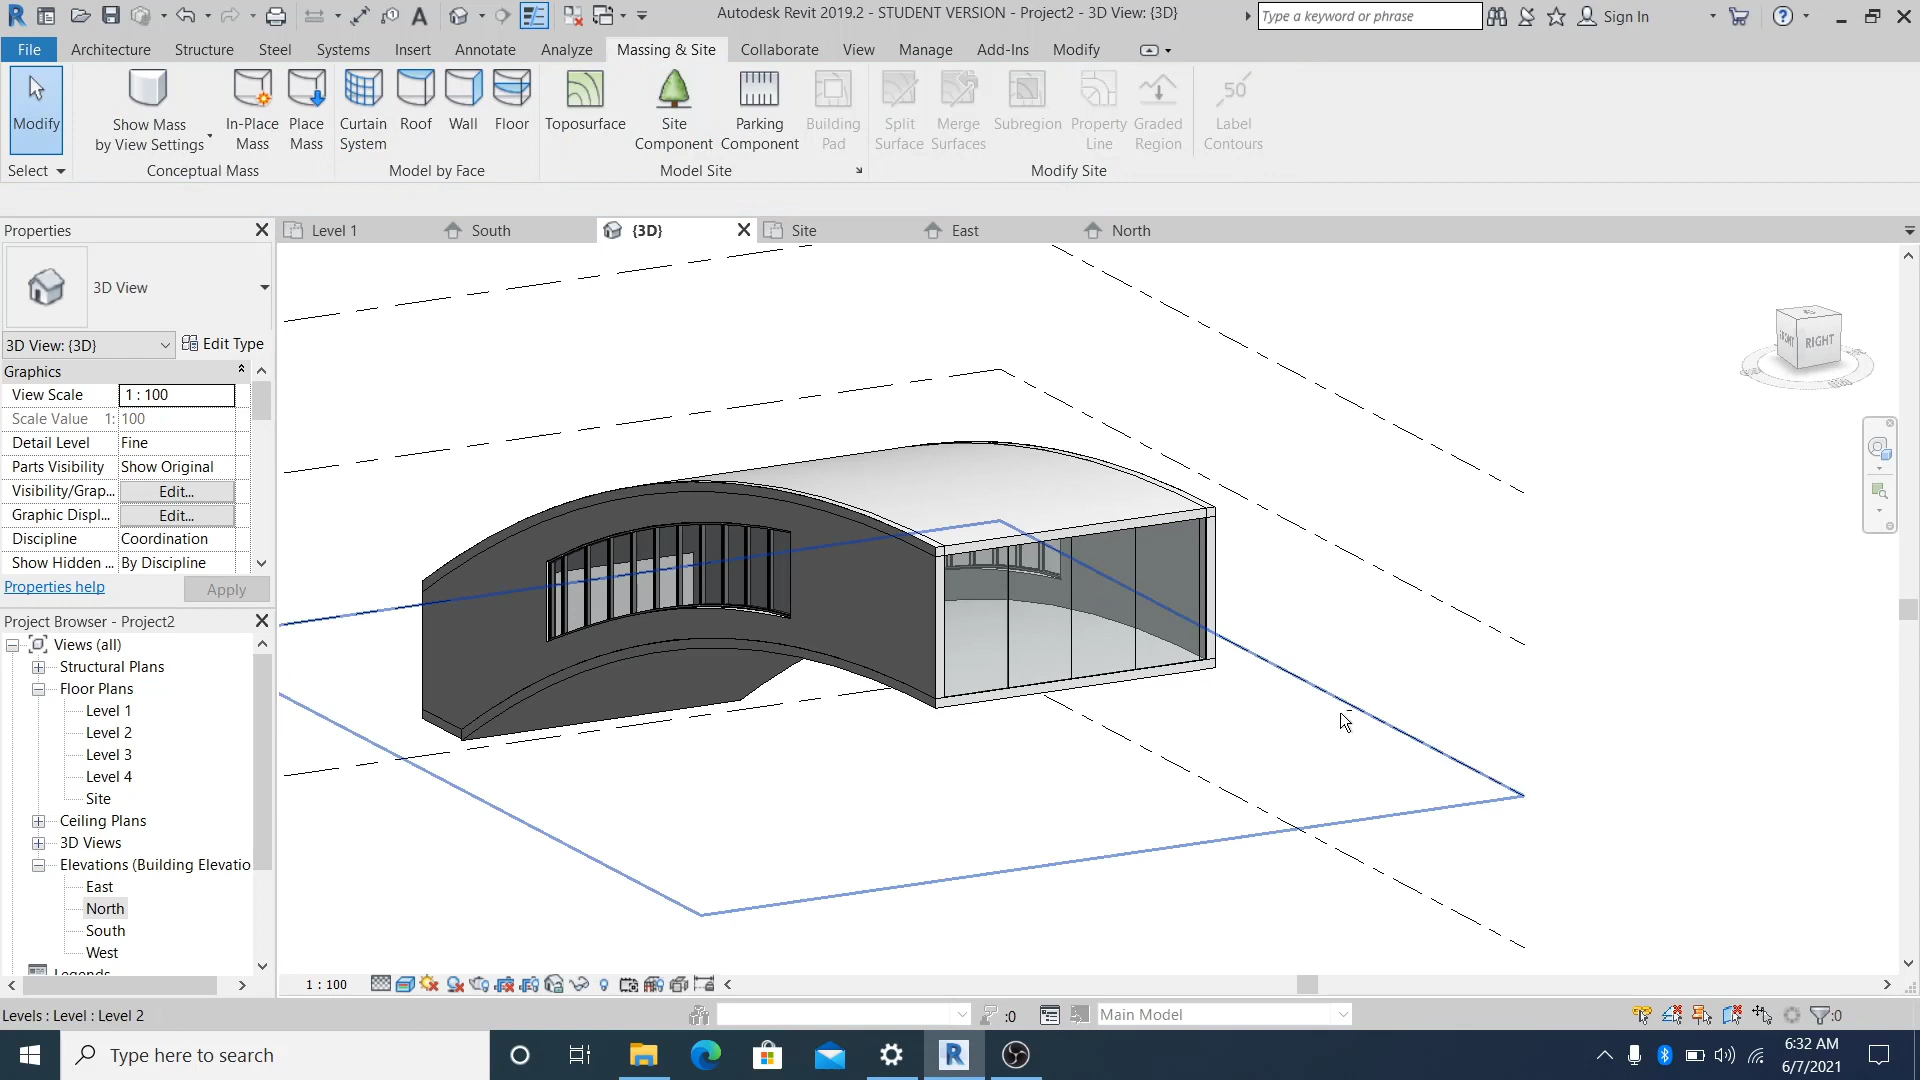 Autodesk Revit 2019.2 - STUDENT VERSION - Project2 - 3D View: {3D}
Type a keyword or phrase
Sign In
File
Architecture
Structure
Steel
Systems
Insert
Annotate
Analyze
Massing & Site
Collaborate
View
Manage
Add-Ins
Modify
Modify
Show Mass
by View Settings
In-Place
Mass
Place
Mass
Curtain
System
Roof
Wall
Floor
Toposurface
Site
Component
Parking
Component
Building
Pad
Split
Surface
Merge
Surfaces
Subregion
Property
Line
Graded
Region
50
Label
Contours
Select
Conceptual Mass
Model by Face
Model Site
Modify Site
Properties
Level 1
South
{3D}
Site
East
North
3D View
3D View: {3D}
Edit Type
Graphics
View Scale
1 : 100
Scale Value 1:
100
Detail Level
Fine
Parts Visibility
Show Original
Visibility/Grap...
Edit...
Graphic Displ...
Edit...
Discipline
Coordination
Show Hidden ...
By Discipline
Properties help
Apply
Project Browser - Project2
Views (all)
Structural Plans
Floor Plans
Level 1
Level 2
Level 3
Level 4
Site
Ceiling Plans
3D Views
Elevations (Building Elevatio
East
North
South
West
Legends
FRONT
RIGHT
1 : 100
Levels : Level : Level 2
:0
Main Model
:0
Type here to search
6:32 AM
6/7/2021